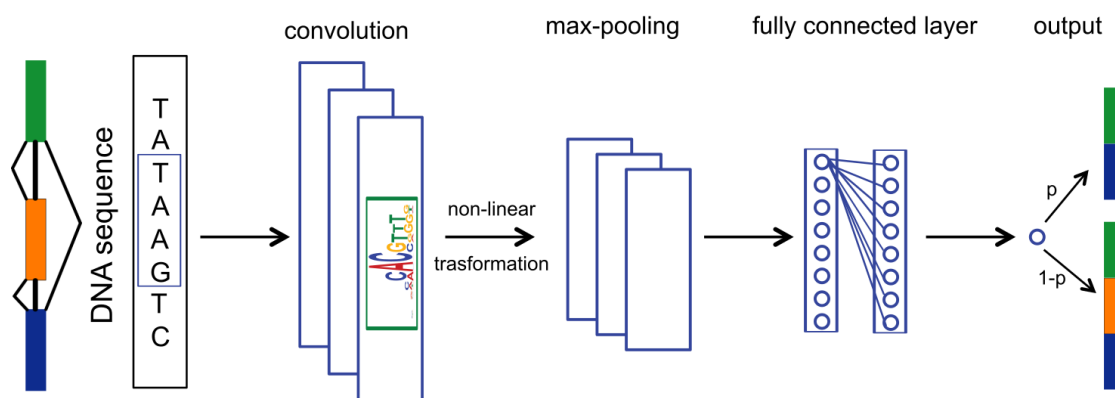 convolution
max-pooling
fully connected layer
output
DNA sequence
T
A
T
A
A
G
T
C
non-linear
trasformation
p
1-p